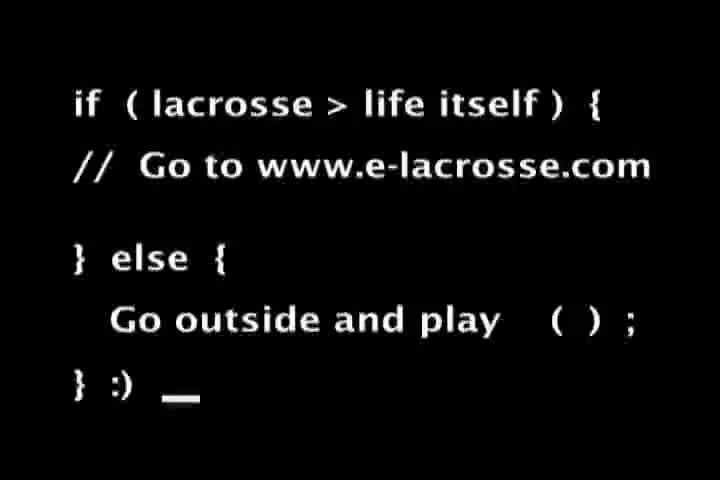 if ( lacrosse > life itself ) {
// Go to www.e-lacrosse.com
} else {
Go outside and play ( ) ;
} :) _